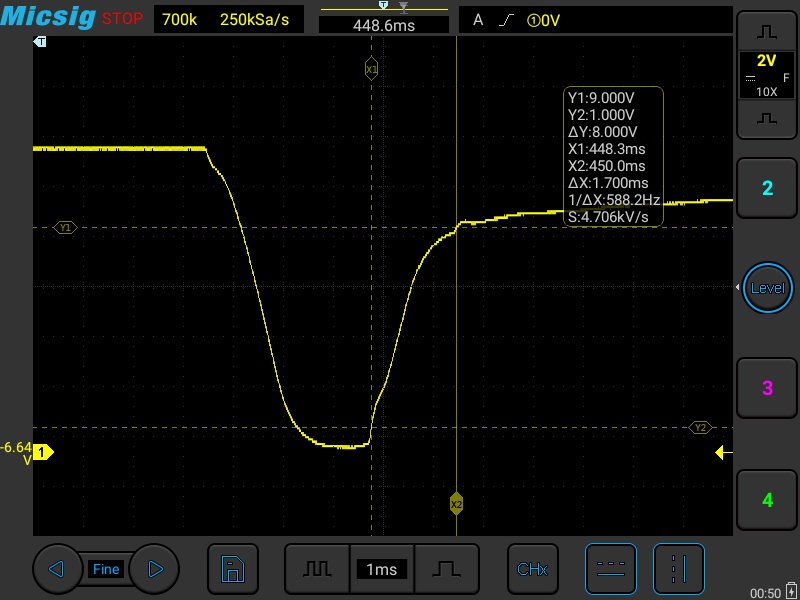 Micsig STOP 700k 250kSa/s T 448.6ms A ①0V
T
X1
2V
F
10X
Y1:9.000V
Y2:1.000V
ΔY:8.000V
X1:448.3ms
X2:450.0ms
ΔX:1.700ms
1/ΔX:588.2Hz
S:4.706kV/s
2
Y1
Level
3
Y2
-6.64
V
1
X2
4
Fine
1ms
CHx
00:50